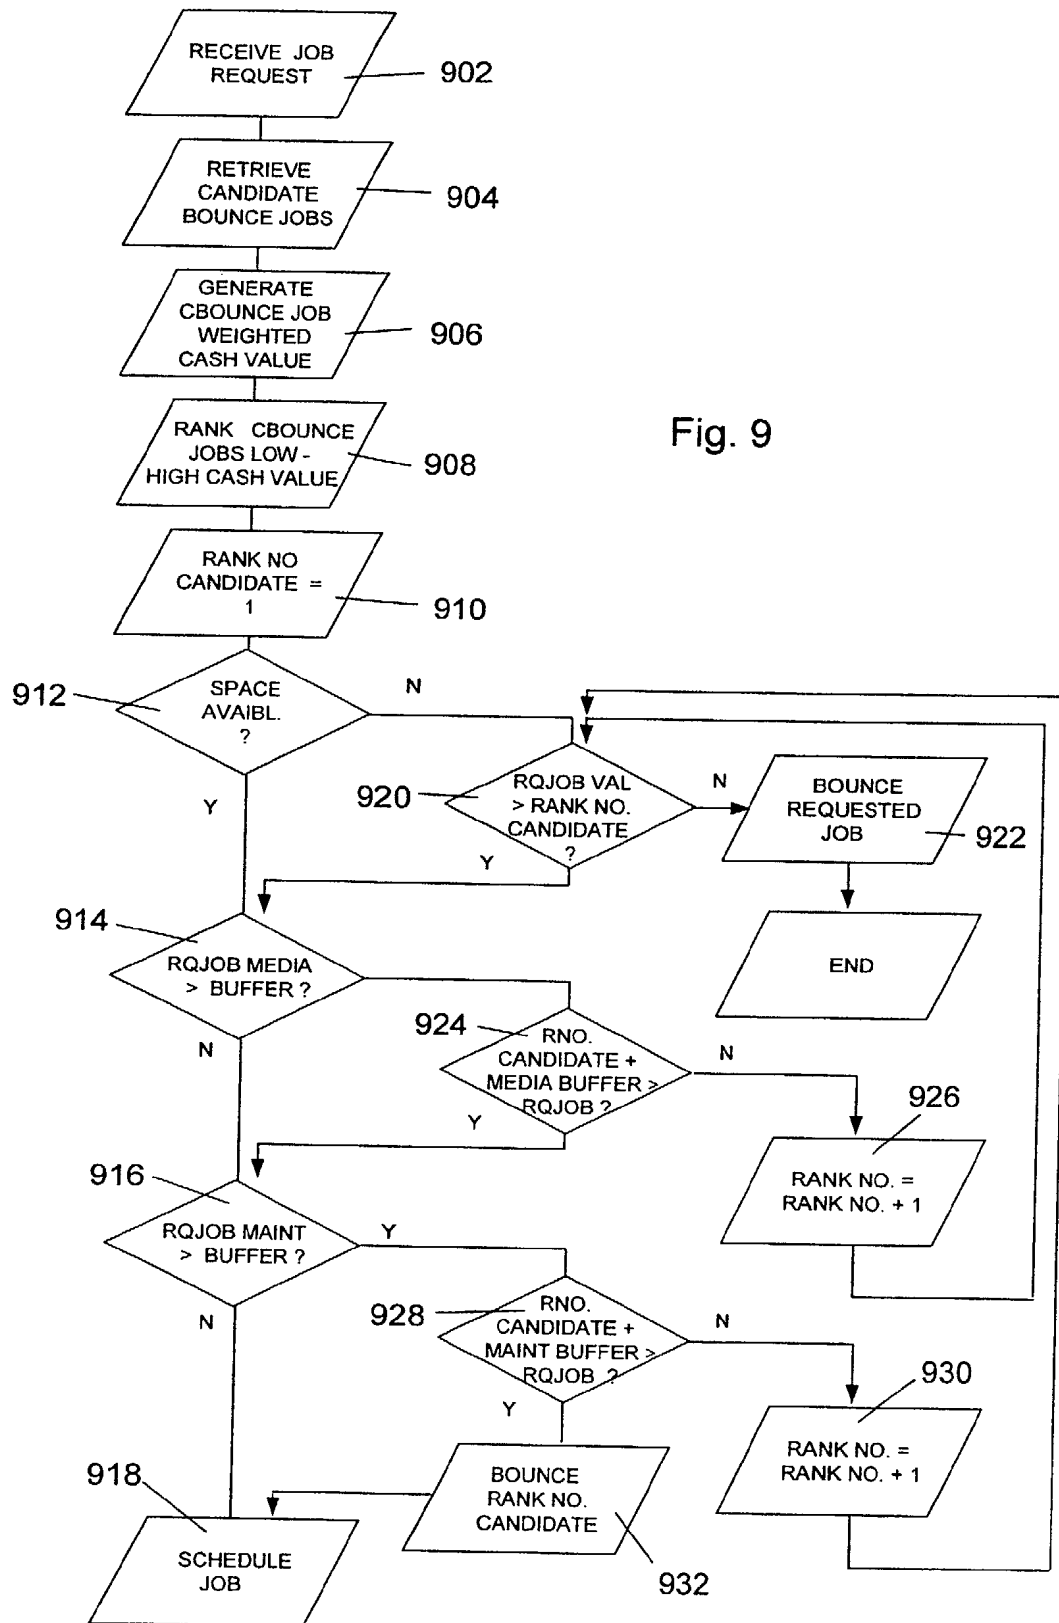 RECEIVE JOB
REQUEST
902
RETRIEVE
CANDIDATE
BOUNCE JOBS
904
GENERATE
CBOUNCE JOB
WEIGHTED
CASH VALUE
906
RANK CBOUNCE
JOBS LOW -
HIGH CASH VALUE
908
Fig. 9
RANK NO
CANDIDATE =
1
910
912
SPACE
AVAIBL.
?
N
Y
920
RQJOB VAL
> RANK NO.
CANDIDATE
?
N
Y
BOUNCE
REQUESTED
JOB
922
END
914
RQJOB MEDIA
> BUFFER ?
N
924
RNO.
CANDIDATE +
MEDIA BUFFER >
RQJOB ?
N
Y
926
RANK NO. =
RANK NO. + 1
916
RQJOB MAINT
> BUFFER ?
Y
N
928
RNO.
CANDIDATE +
MAINT BUFFER >
RQJOB ?
N
Y
930
RANK NO. =
RANK NO. + 1
BOUNCE
RANK NO.
CANDIDATE
932
918
SCHEDULE
JOB